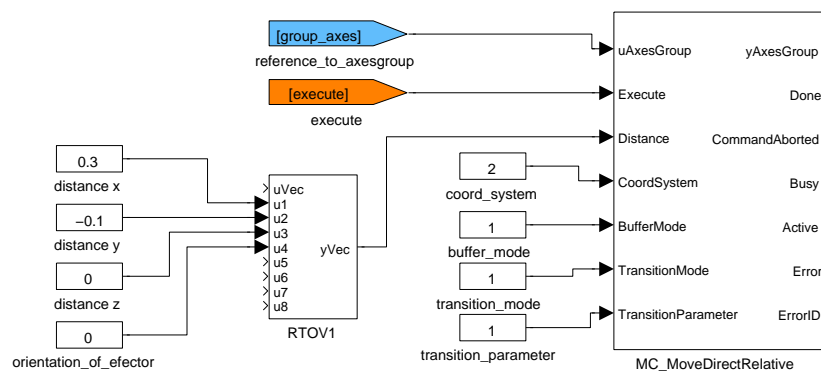 [group_axes]
reference_to_axesgroup
[execute]
execute
0.3
distance x
−0.1
distance y
0
distance z
0
orientation_of_efector
uVec
u1
u2
u3
u4
u5
u6
u7
u8
yVec
RTOV1
2
coord_system
1
buffer_mode
1
transition_mode
1
transition_parameter
uAxesGroup yAxesGroup
Execute Done
Distance CommandAborted
CoordSystem Busy
BufferMode Active
TransitionMode Error
TransitionParameter ErrorID
MC_MoveDirectRelative